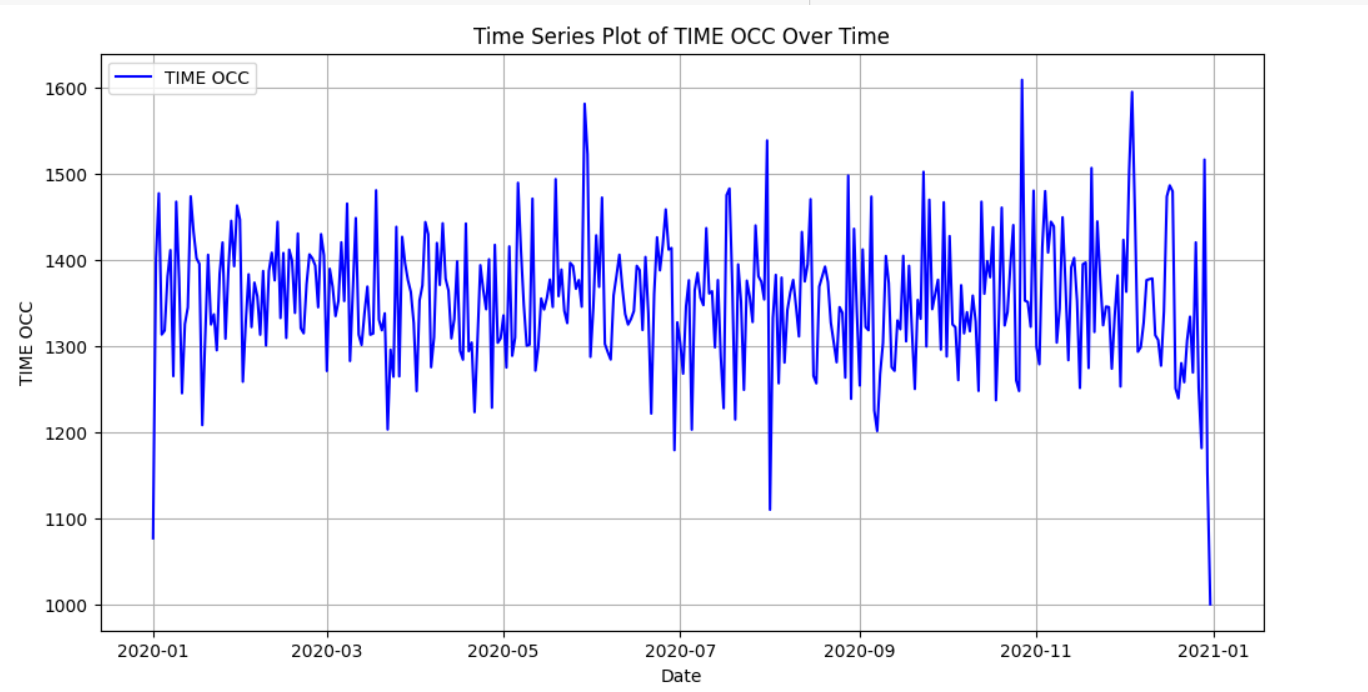 Time Series Plot of TIME OCC Over Time
TIME OCC
1600
1500
1400
1300
1200
1100
1000
TIME OCC
2020-01 2020-03 2020-05 2020-07 2020-09 2020-11 2021-01
Date